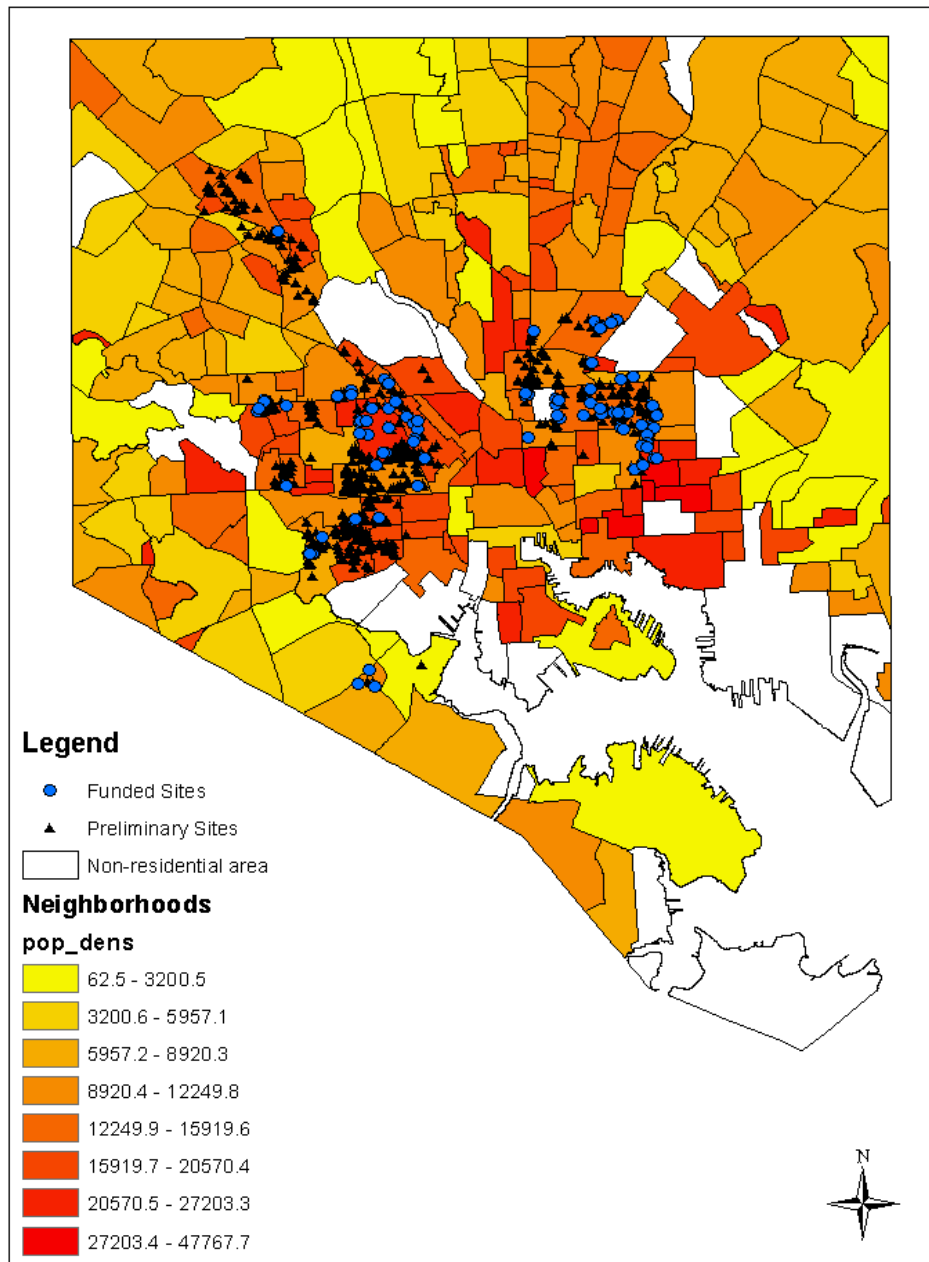 N
Legend
Funded Sites
Preliminary Sites
Non-residential area
Neighborhoods
pop_dens
62.5 - 3200.5
3200.6 - 5957.1
5957.2 - 8920.3
8920.4 - 12249.8
12249.9 - 15919.6
15919.7 - 20570.4
20570.5 - 27203.3
27203.4 - 47767.7